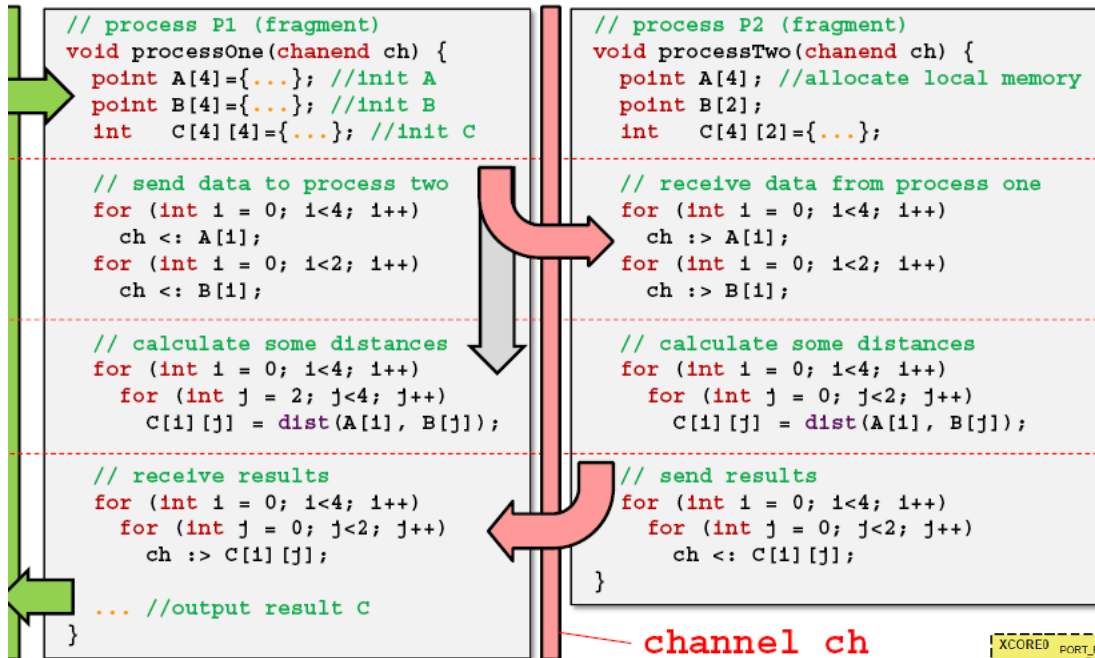 // process P1 (fragment)
void processOne(chanend ch) {
point A[4]={...}; //init A
point B[4]={...}; //init B
int C[4][4]={...}; //init C
// send data to process two
for (int i = 0; i<4; i++)
ch <: A[i];
for (int i = 0; i<2; i++)
ch <: B[i];
// calculate some distances
for (int i = 0; i<4; i++)
for (int j = 2; j<4; j++)
C[i][j] = dist(A[i], B[j]);
// receive results
for (int i = 0; i<4; i++)
for (int j = 0; j<2; j++)
ch :> C[i][j];
... //output result C
}
// process P2 (fragment)
void processTwo(chanend ch) {
point A[4]; //allocate local memory
point B[2];
int C[4][2]={...};
// receive data from process one
for (int i = 0; i<4; i++)
ch :> A[i];
for (int i = 0; i<2; i++)
ch :> B[i];
// calculate some distances
for (int i = 0; i<4; i++)
for (int j = 0; j<2; j++)
C[i][j] = dist(A[i], B[j]);
// send results
for (int i = 0; i<4; i++)
for (int j = 0; j<2; j++)
ch <: C[i][j];
}
channel ch
XCORE0